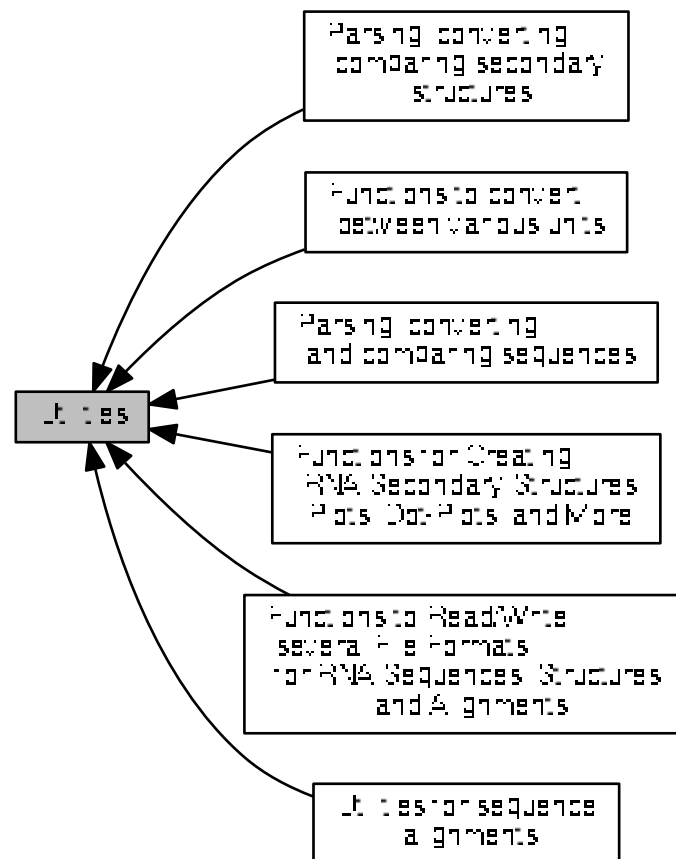 Parsing, converting,
comparing secondary
structures
Functions to convert
between various units
Parsing, converting
and comparing sequences
Utilities
Functions for Creating
RNA Secondary Structures
Plots, Dot-Plots, and More
Functions to Read/Write
several File Formats
for RNA Sequences, Structures
and Alignments
Utilities for sequence
alignments